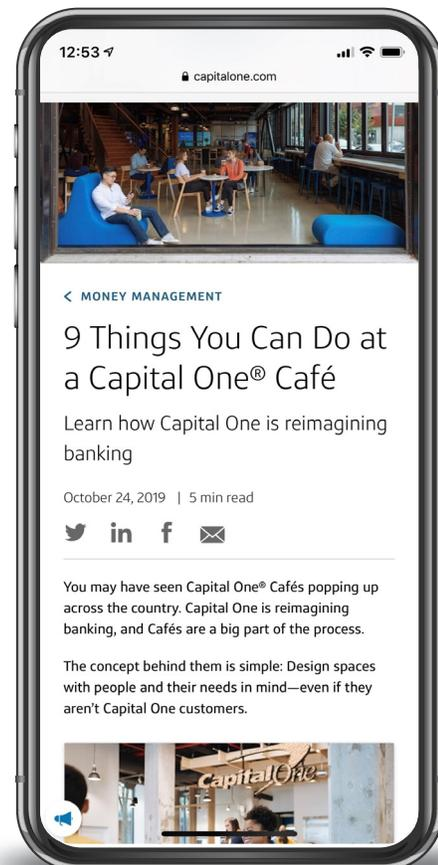 12:53
capitalone.com
< MONEY MANAGEMENT
9 Things You Can Do at
a Capital One® Café
Learn how Capital One is reimagining
banking
October 24, 2019 | 5 min read
in f
You may have seen Capital One® Cafés popping up
across the country. Capital One is reimagining
banking, and Cafés are a big part of the process.
The concept behind them is simple: Design spaces
with people and their needs in mind—even if they
aren’t Capital One customers.
Capital One